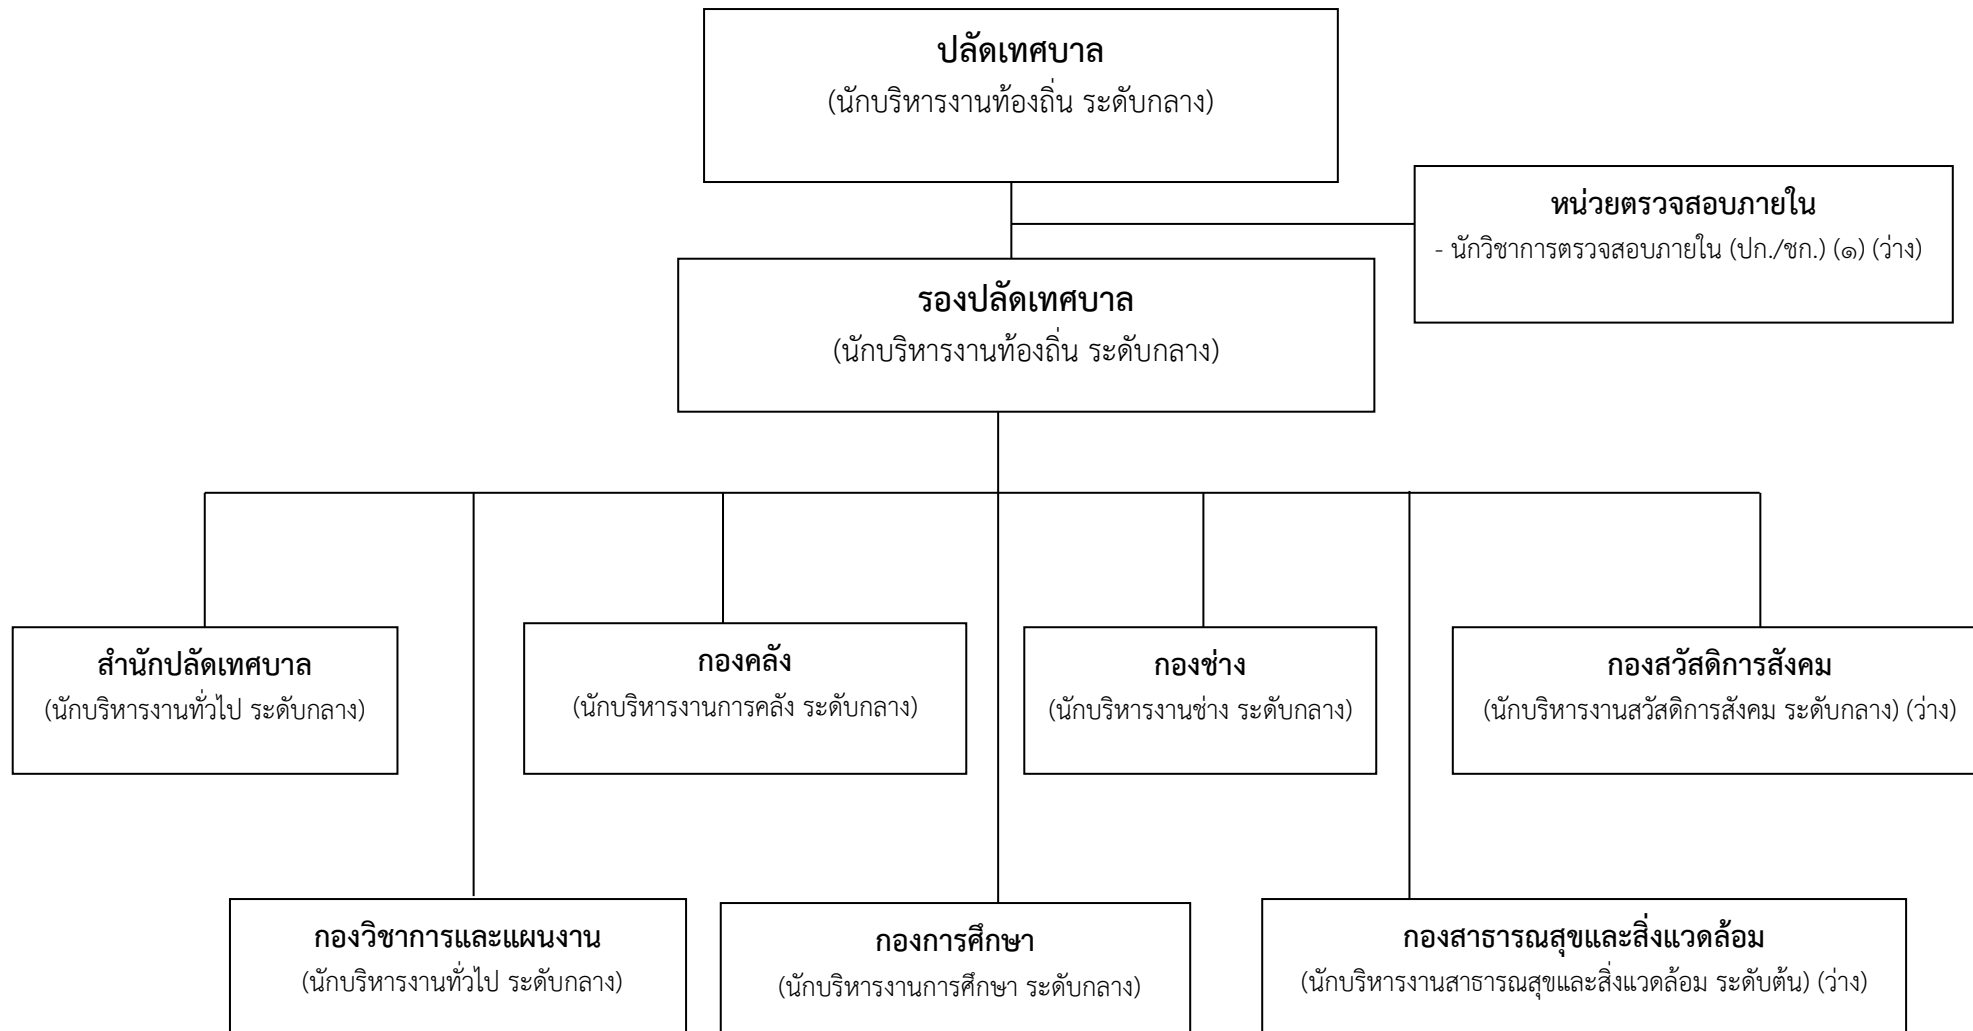 ปลัดเทศบาล
(นักบริหารงานท้องถิ่น ระดับกลาง)
หน่วยตรวจสอบภายใน
- นักวิชาการตรวจสอบภายใน (ปก./ชก.) (๑) (ว่าง)
รองปลัดเทศบาล
(นักบริหารงานท้องถิ่น ระดับกลาง)
สำนักปลัดเทศบาล
(นักบริหารงานทั่วไป ระดับกลาง)
กองคลัง
(นักบริหารงานการคลัง ระดับกลาง)
กองช่าง
(นักบริหารงานช่าง ระดับกลาง)
กองสวัสดิการสังคม
(นักบริหารงานสวัสดิการสังคม ระดับกลาง) (ว่าง)
กองวิชาการและแผนงาน
(นักบริหารงานทั่วไป ระดับกลาง)
กองการศึกษา
(นักบริหารงานการศึกษา ระดับกลาง)
กองสาธารณสุขและสิ่งแวดล้อม
(นักบริหารงานสาธารณสุขและสิ่งแวดล้อม ระดับต้น) (ว่าง)